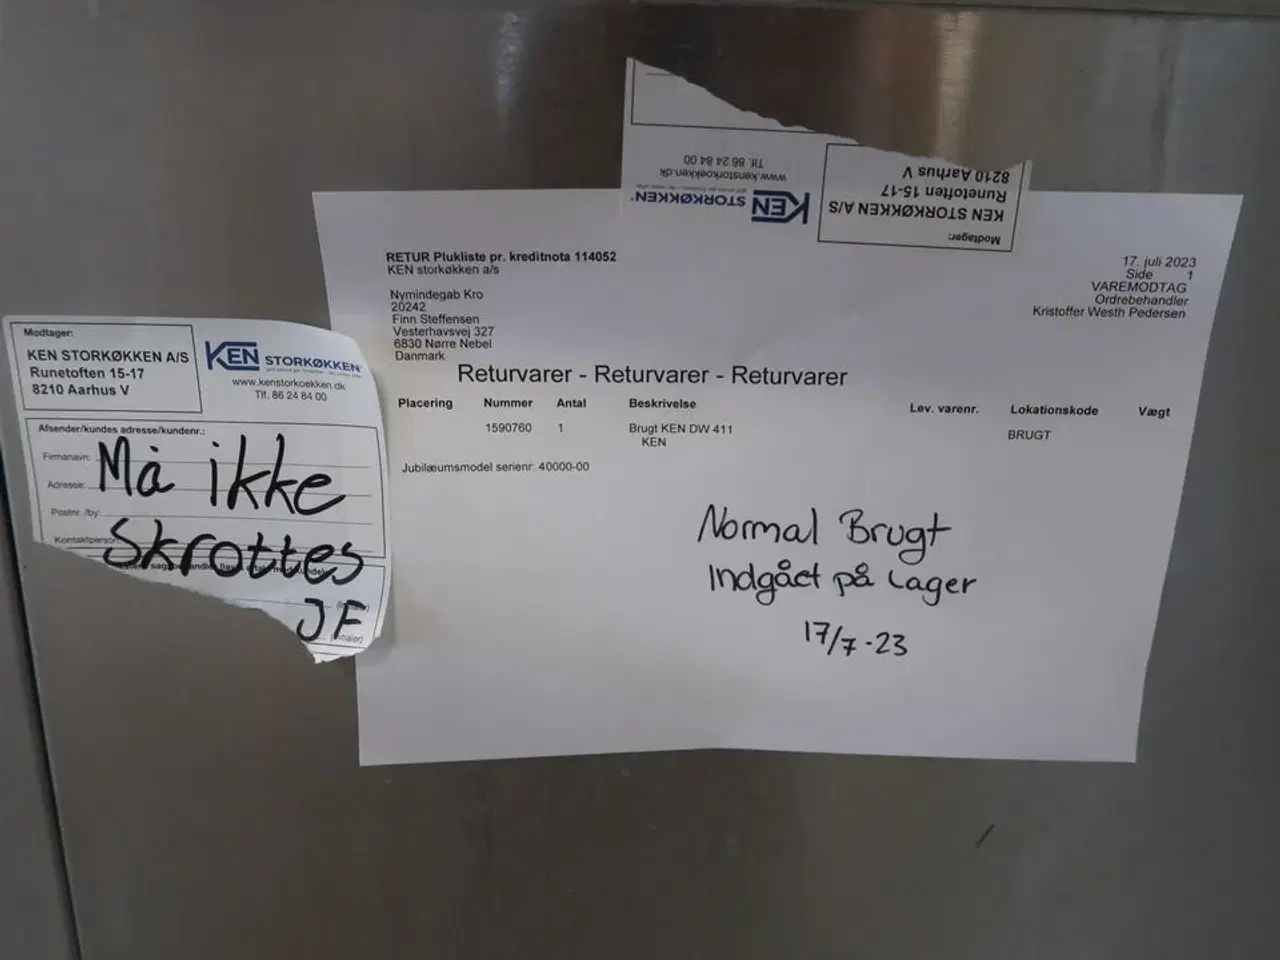 Modtager:
KEN STORKØKKEN A/S
Runetoften 15-17
8210 Aarhus V
KEN STORKØKKEN
www.kenstorkoekken.dk
Tlf. 86 24 84 00
RETUR Plukliste pr. kreditnota 114052
KEN storkøkken a/s
Nymindegab Kro
20242
Finn Steffensen
Vesterhavsvej 327
6830 Nørre Nebel
Danmark
17. juli 2023
Side 1
VAREMODTAG
Ordrebehandler
Kristoffer Westh Pedersen
Returvarer - Returvarer - Returvarer
Placering Nummer Antal Beskrivelse Lev. varenr. Lokationskode Vægt
1590760 1 Brugt KEN DW 411 BRUGT
KEN
Jubilæumsmodel serienr: 40000-00
Normal Brugt
Indgået på Lager
17/7-23
Modtager:
KEN STORKØKKEN A/S
Runetoften 15-17
8210 Aarhus V
KEN STORKØKKEN
www.kenstorkoekken.dk
Tlf. 86 24 84 00
Afsender/kundes adresse/kundenr.:
Firmanavn:
Adresse:
Postnr./by:
Kontaktperson:
Må ikke
Skrottes
JF